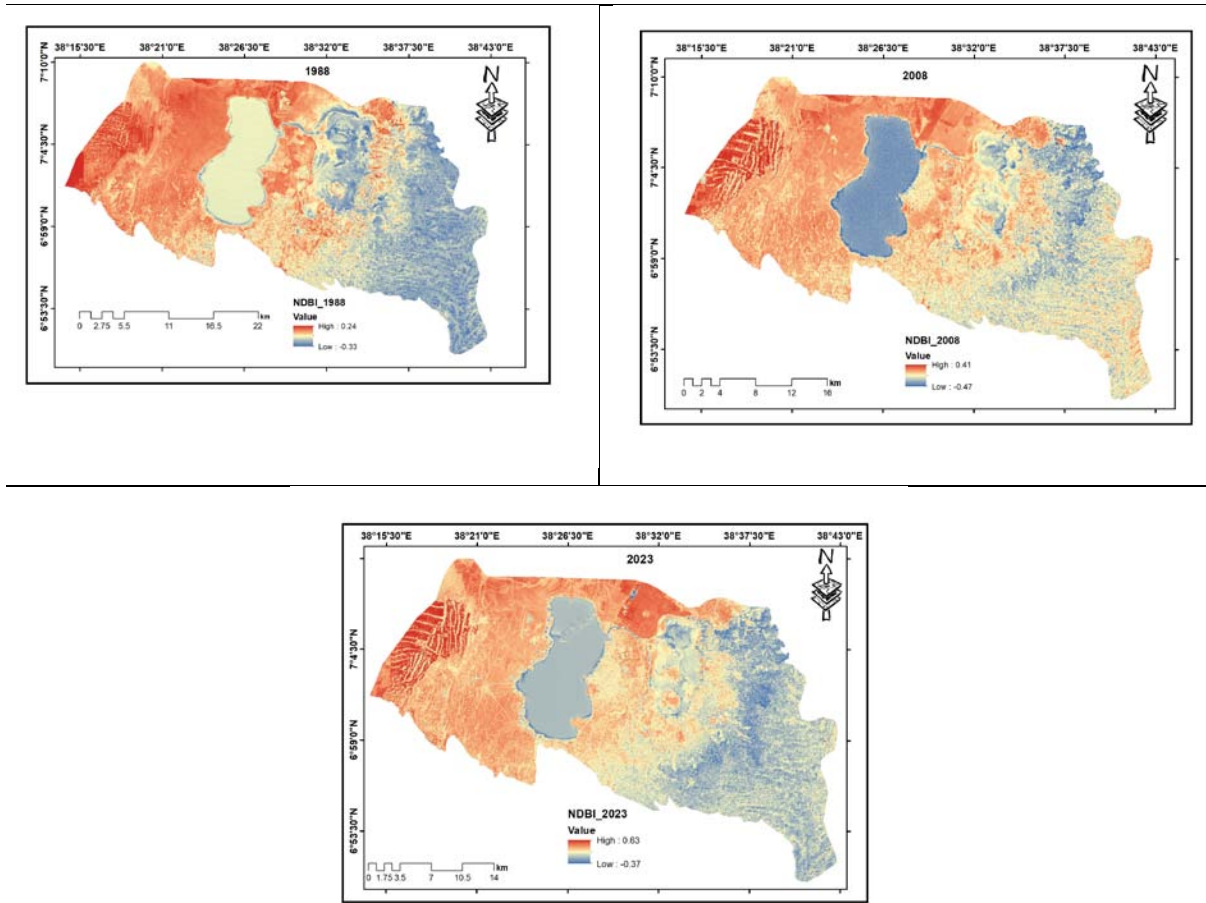 38°15'30"E 38°21'0"E 38°26'30"E 38°32'0"E 38°37'30"E 38°43'0"E
1988
N
7°10'0"N
7°4'30"N
6°59'0"N
6°53'30"N
0 2.75 5.5 11 16.5 22
km
NDBI_1988
Value
High : 0.24
Low : -0.33
38°15'30"E 38°21'0"E 38°26'30"E 38°32'0"E 38°37'30"E 38°43'0"E
2008
N
7°10'0"N
7°4'30"N
6°59'0"N
6°53'30"N
0 2 4 8 12 16
km
NDBI_2008
Value
High : 0.41
Low : -0.47
38°15'30"E 38°21'0"E 38°26'30"E 38°32'0"E 38°37'30"E 38°43'0"E
2023
N
7°4'30"N
6°59'0"N
6°53'30"N
0 1.75 3.5 7 10.5 14
km
NDBI_2023
Value
High : 0.63
Low : -0.37